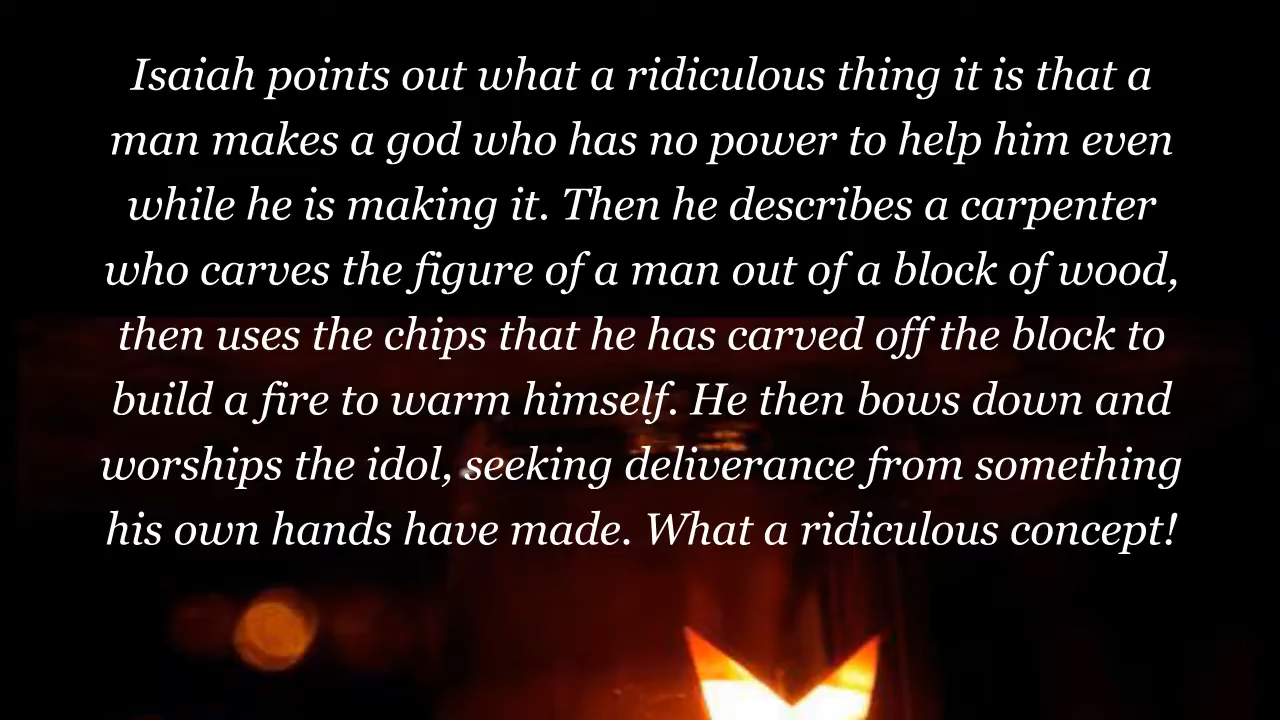 Isaiah points out what a ridiculous thing it is that a
man makes a god who has no power to help him even
while he is making it. Then he describes a carpenter
who carves the figure of a man out of a block of wood,
then uses the chips that he has carved off the block to
build a fire to warm himself. He then bows down and
worships the idol, seeking deliverance from something
his own hands have made. What a ridiculous concept!